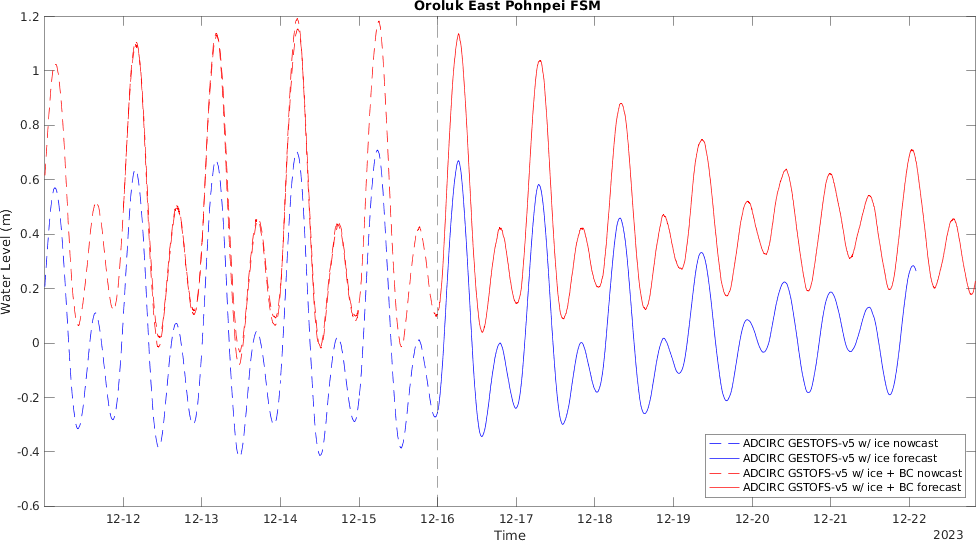 Oroluk East Pohnpei FSM
1.2
1
0.8
0.6
0.4
0.2
0
-0.2
-0.4
-0.6
Water Level (m)
ADCIRC GESTOFS-v5 w/ ice nowcast
ADCIRC GESTOFS-v5 w/ ice forecast
ADCIRC GSTOFS-v5 w/ ice + BC nowcast
ADCIRC GSTOFS-v5 w/ ice + BC forecast
12-12 12-13 12-14 12-15 12-16 12-17 12-18 12-19 12-20 12-21 12-22
Time
2023